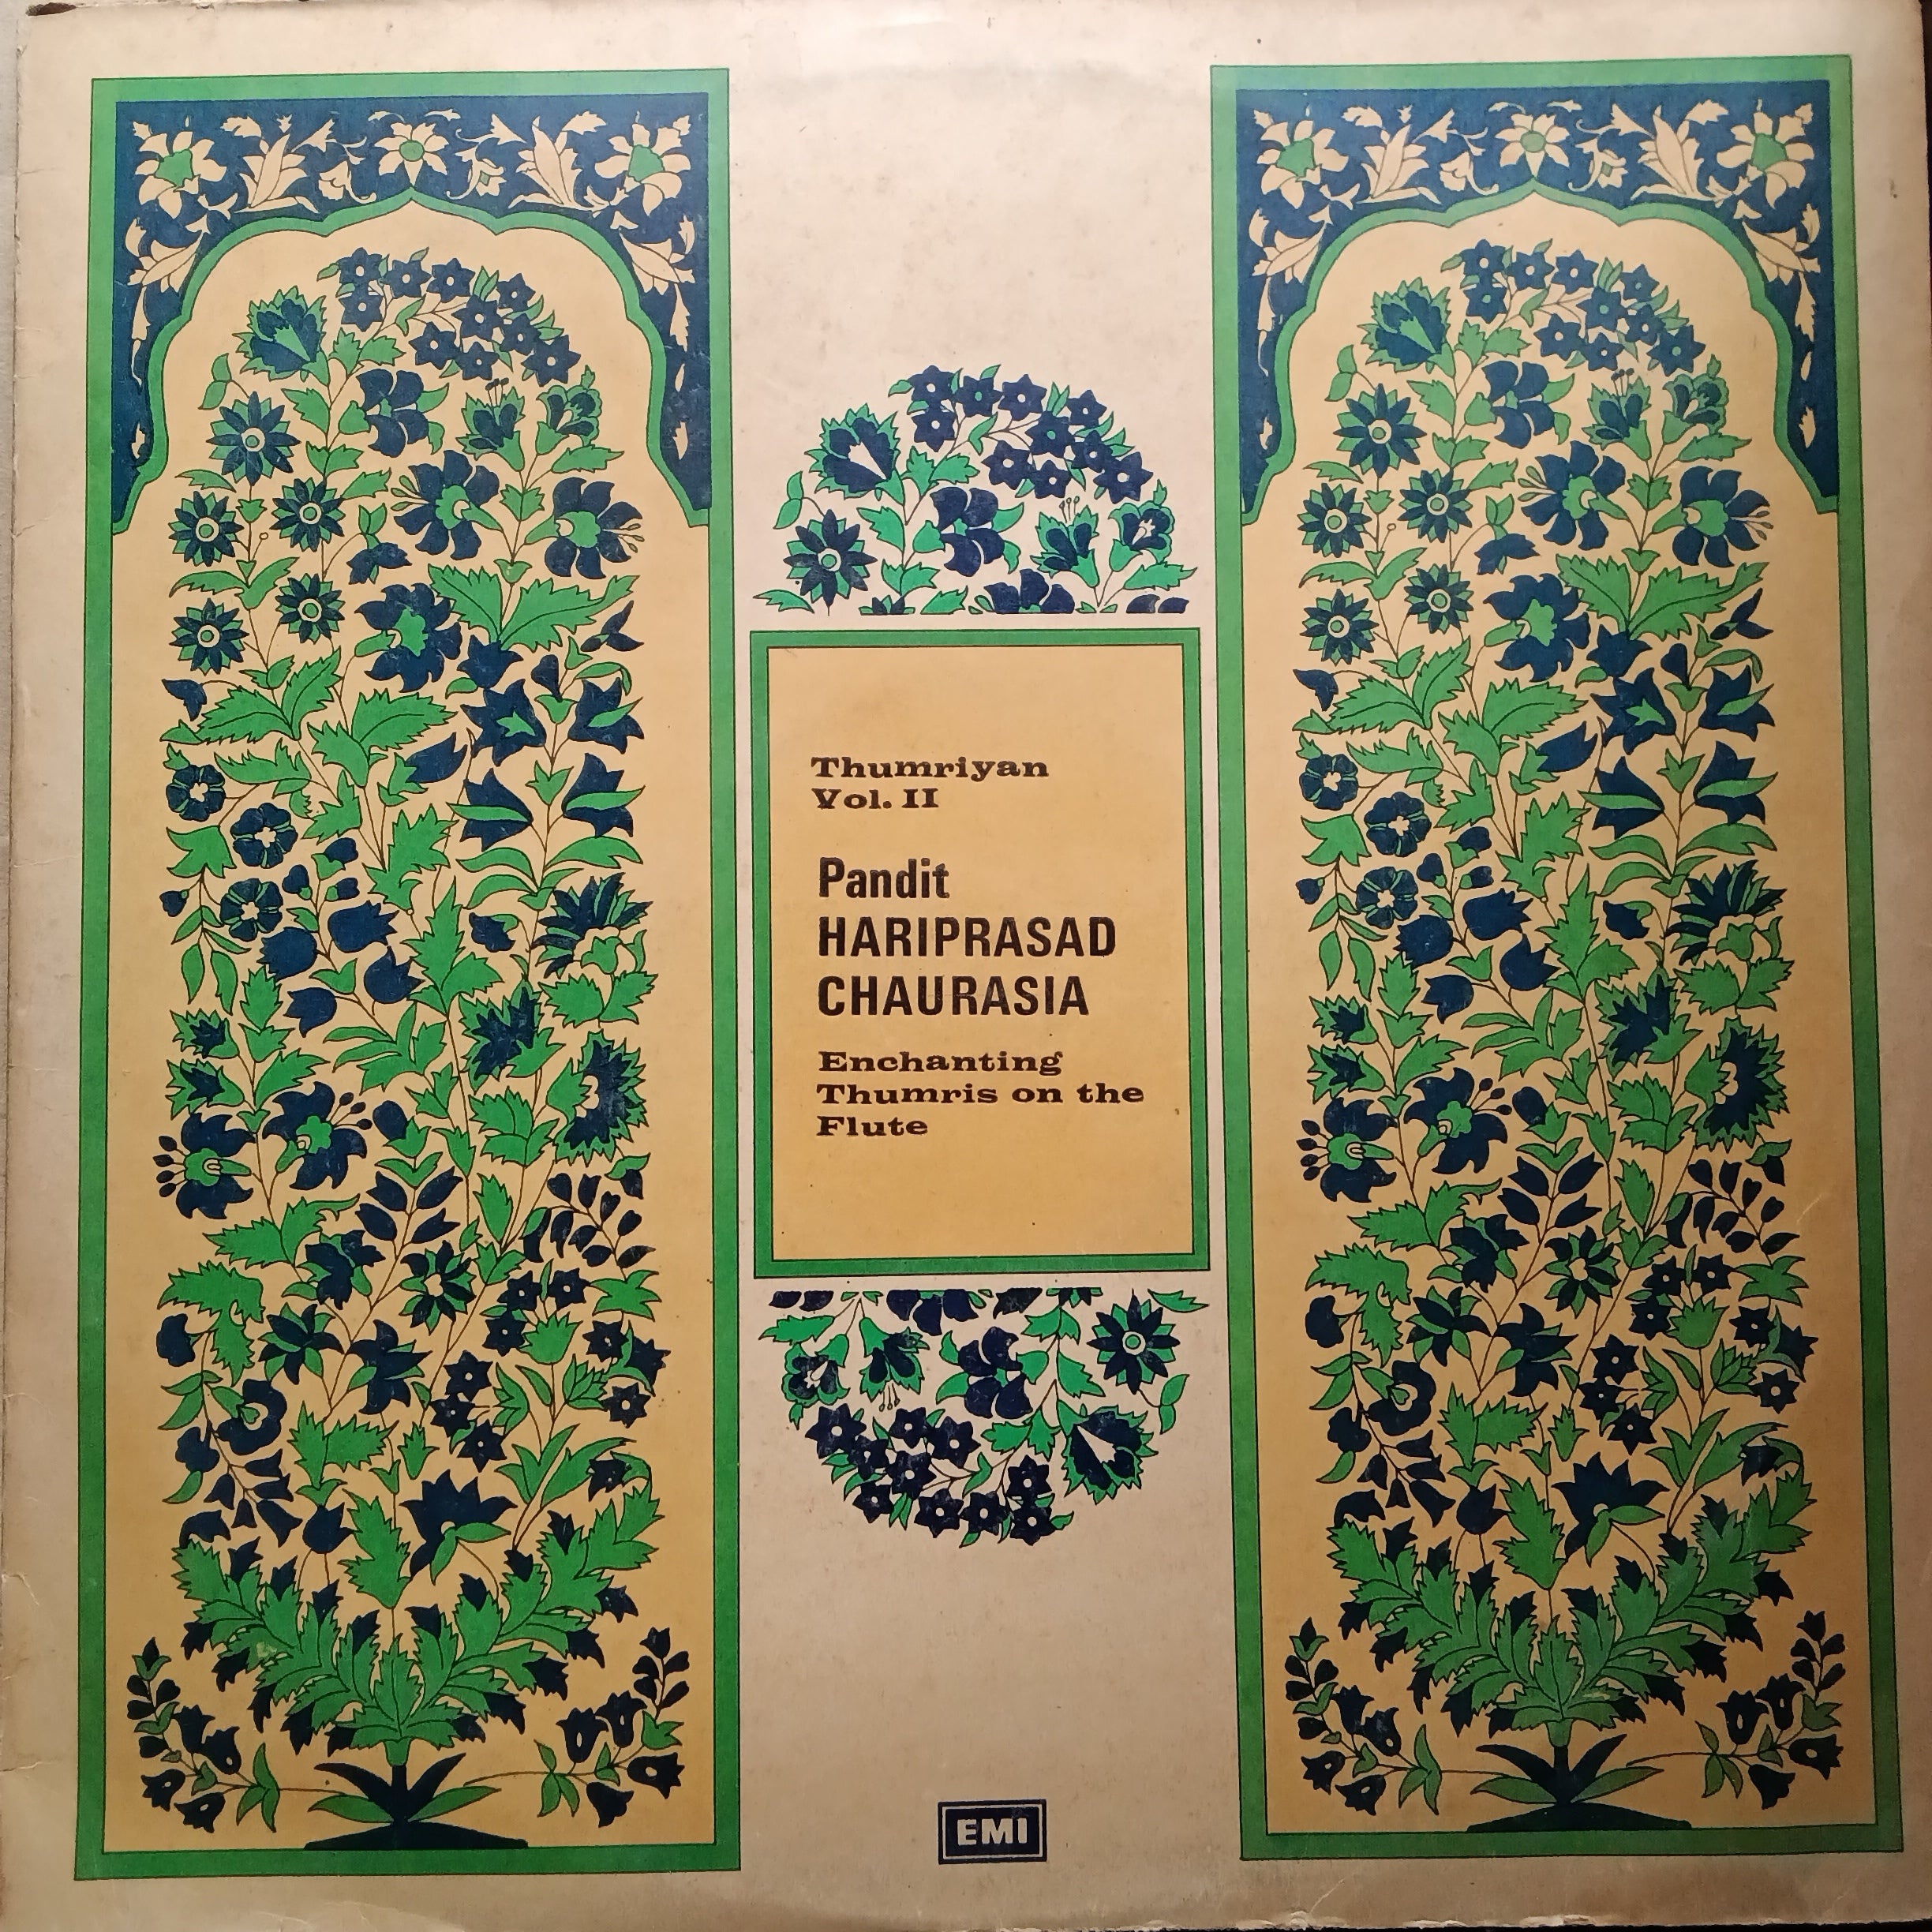 Thumriyan
Vol. II
Pandit
HARIPRASAD
CHAURASIA
Enchanting
Thumris on the
Flute
EMI